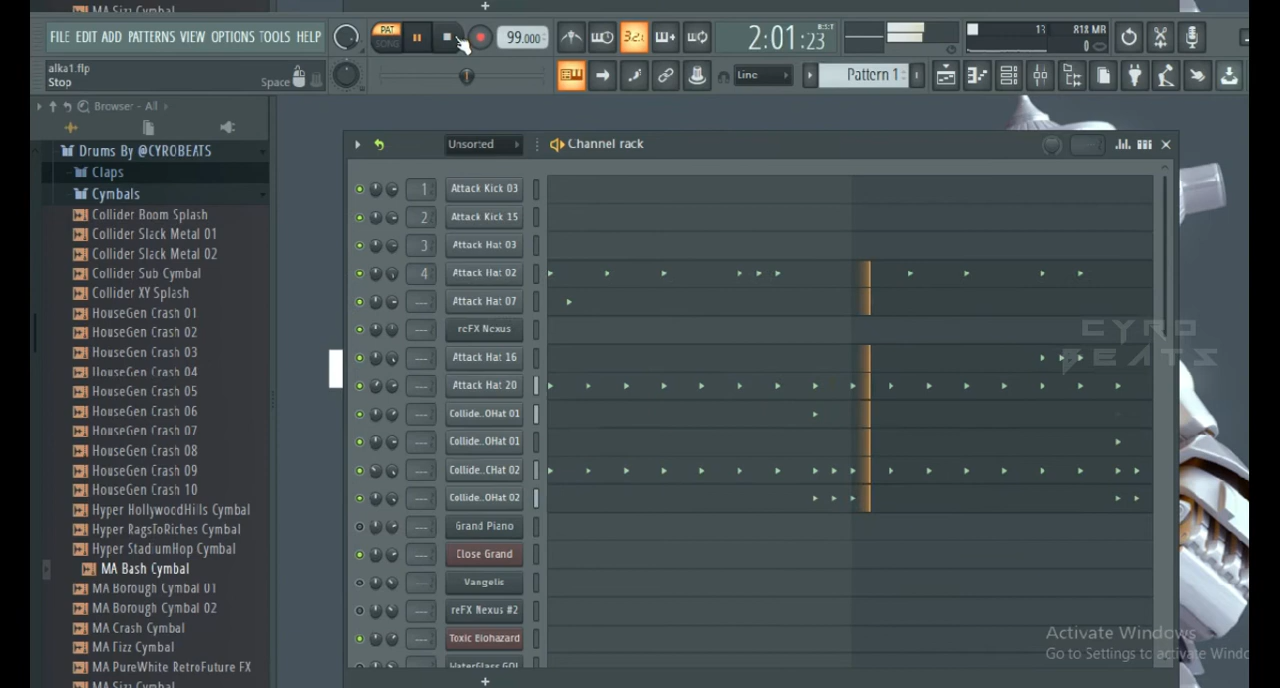 MA Sizz Cymbal
FILE EDIT ADD PATTERNS VIEW OPTIONS TOOLS HELP
PAT
SONG
99.000
3.2.1
2:01:23
13
818 MB
0
alka1.flp
Stop
Space
Line
Pattern 1
Browser - All
Drums By @CYROBEATS
Claps
Cymbals
Collider Boom Splash
Collider Slack Metal 01
Collider Slack Metal 02
Collider Sub Cymbal
Collider XY Splash
HouseGen Crash 01
HouseGen Crash 02
HouseGen Crash 03
HouseGen Crash 04
HouseGen Crash 05
HouseGen Crash 06
HouseGen Crash 07
HouseGen Crash 08
HouseGen Crash 09
HouseGen Crash 10
Hyper HollywoodHills Cymbal
Hyper RagsToRiches Cymbal
Hyper StadiumHop Cymbal
MA Bash Cymbal
MA Borough Cymbal 01
MA Borough Cymbal 02
MA Crash Cymbal
MA Fizz Cymbal
MA PureWhite RetroFuture FX
MA Sizz Cymbal
Unsorted
Channel rack
1 Attack Kick 03
2 Attack Kick 15
3 Attack Hat 03
4 Attack Hat 02
--- Attack Hat 07
reFX Nexus
--- Attack Hat 16
--- Attack Hat 20
--- Collide..OHat 01
--- Collide..OHat 01
--- Collide..CHat 02
--- Collide..OHat 02
--- Grand Piano
--- Close Grand
--- Vangelis
--- reFX Nexus #2
--- Toxic Biohazard
CYRO
BEATS
Activate Windows
Go to Settings to activate Windo